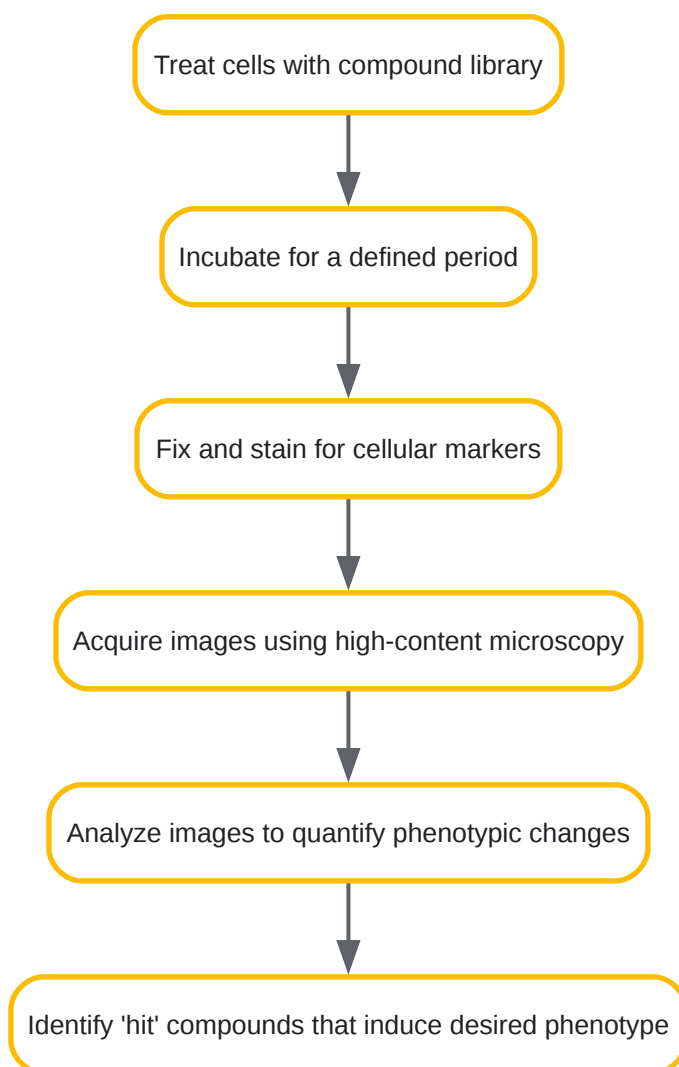 Treat cells with compound library
Incubate for a defined period
Fix and stain for cellular markers
Acquire images using high-content microscopy
Analyze images to quantify phenotypic changes
Identify 'hit' compounds that induce desired phenotype